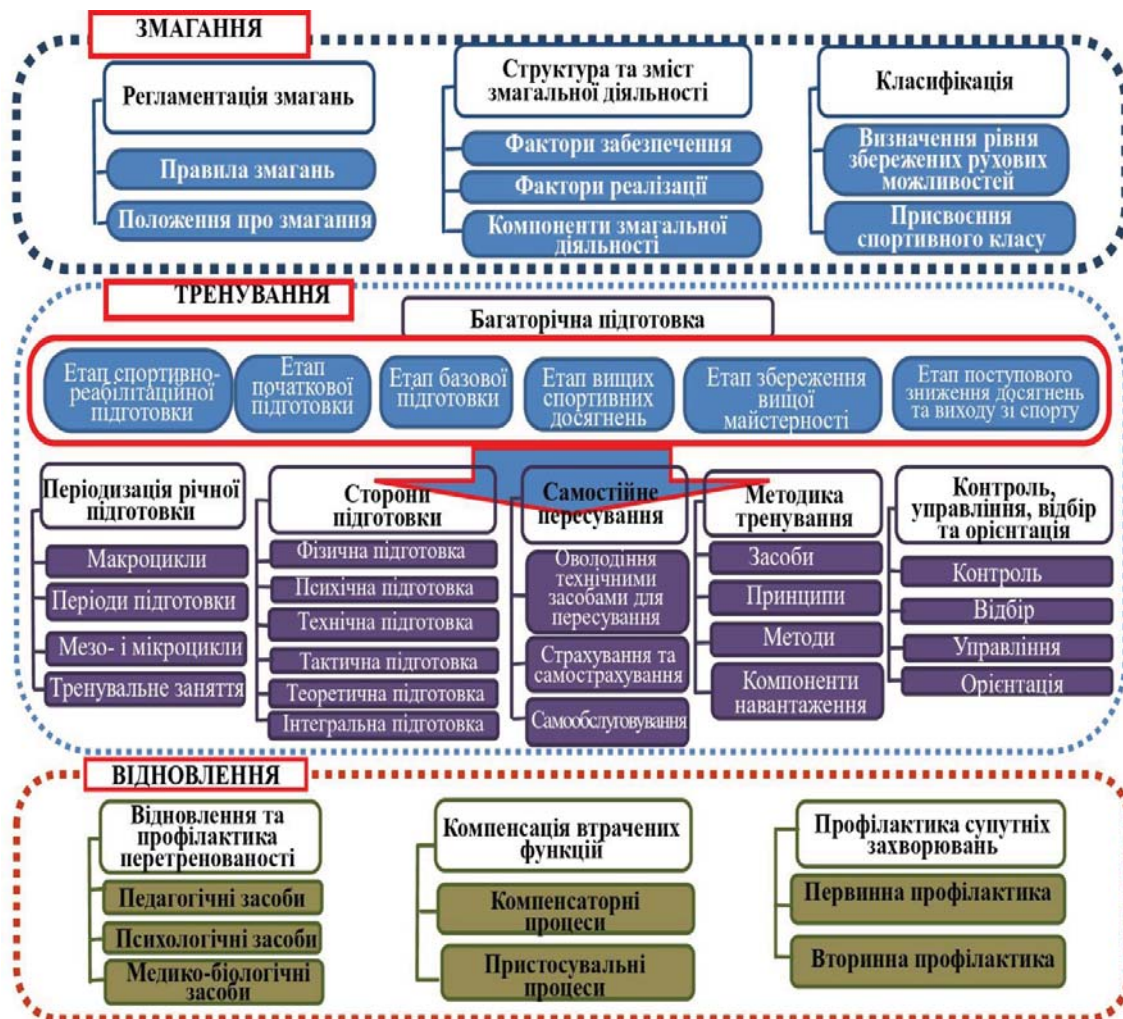 ЗМАГАННЯ
Регламентація змагань
Правила змагань
Положення про змагання
Структура та зміст
змагальної діяльності
Фактори забезпечення
Фактори реалізації
Компоненти змагальної
діяльності
Класифікація
Визначення рівня
збережених рухових
можливостей
Присвоєння
спортивного класу
ТРЕНУВАННЯ
Багаторічна підготовка
Етап спортивно-
реабілітаційної
підготовки
Етап
початкової
підготовки
Етап базової
підготовки
Етап вищих
спортивних
досягнень
Етап збереження
вищої
майстерності
Етап поступового
зниження досягнень
та виходу зі спорту
Періодизація річної
підготовки
Макроцикли
Періоди підготовки
Мезо- і мікроцикли
Тренувальне заняття
Сторони
підготовки
Фізична підготовка
Психічна підготовка
Технічна підготовка
Тактична підготовка
Теоретична підготовка
Інтегральна підготовка
Самостійне
пересування
Оволодіння
технічними
засобами для
пересування
Страхування та
самострахування
Самообслуговування
Методика
тренування
Засоби
Принципи
Методи
Компоненти
навантаження
Контроль,
управління, відбір
та орієнтація
Контроль
Відбір
Управління
Орієнтація
ВІДНОВЛЕННЯ
Відновлення та
профілактика
перетренованості
Педагогічні засоби
Психологічні засоби
Медико-біологічні
засоби
Компенсація втрачених
функцій
Компенсаторні
процеси
Пристосувальні
процеси
Профілактика супутніх
захворювань
Первинна профілактика
Вторинна профілактика